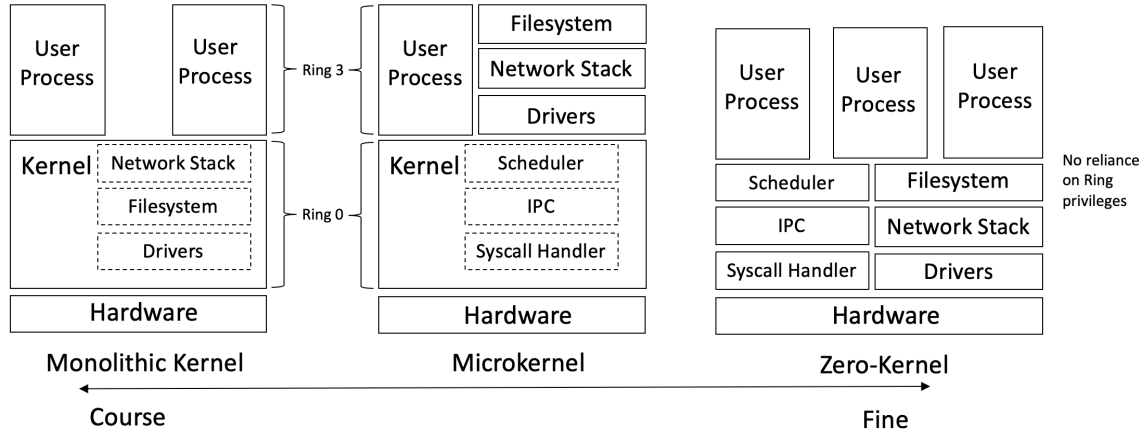 User
Process
User
Process
Ring 3
Kernel
Network Stack
Filesystem
Drivers
Ring 0
Hardware
Monolithic Kernel
User
Process
Filesystem
Network Stack
Drivers
Kernel
Scheduler
IPC
Syscall Handler
Hardware
Microkernel
User
Process
User
Process
User
Process
Scheduler
Filesystem
IPC
Network Stack
Syscall Handler
Drivers
Hardware
No reliance
on Ring
privileges
Zero-Kernel
Course
Fine